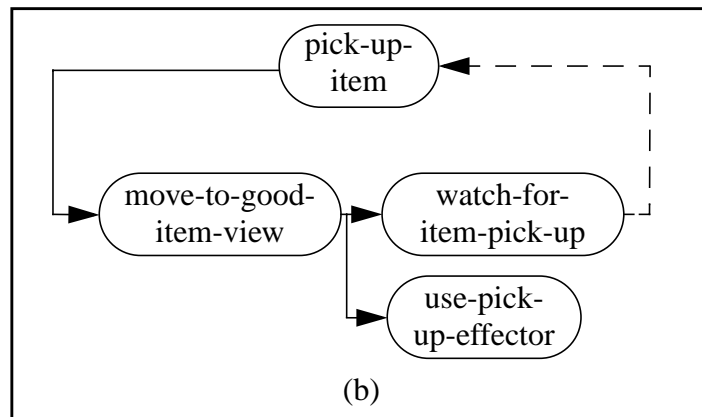 pick-up-
item
move-to-good-
item-view
watch-for-
item-pick-up
use-pick-
up-effector
(b)